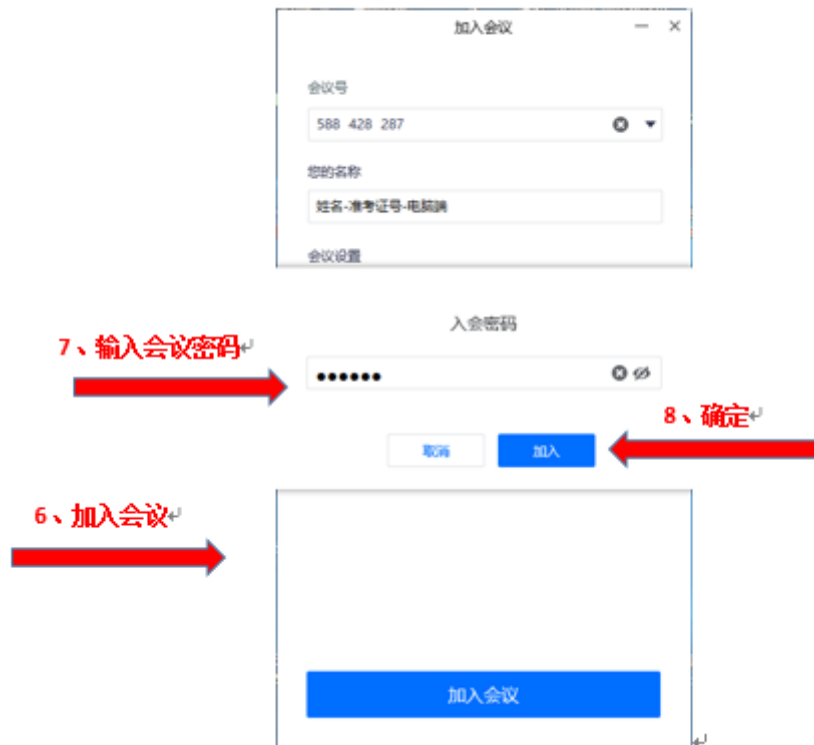 加入会议
会议号
588 428 287
您的名称
姓名-准考证号-电脑端
会议设置
入会密码
7、输入会议密码
••••••
8、确定
取消
加入
6、加入会议
加入会议